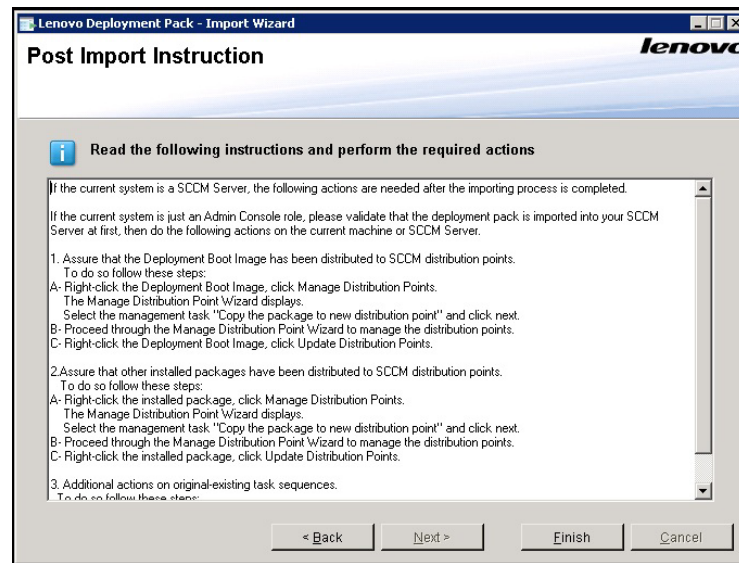 Lenovo Deployment Pack - Import Wizard
Post Import Instruction
lenovo
Read the following instructions and perform the required actions
If the current system is a SCCM Server, the following actions are needed after the importing process is completed.
If the current system is just an Admin Console role, please validate that the deployment pack is imported into your SCCM
Server at first, then do the following actions on the current machine or SCCM Server.
1. Assure that the Deployment Boot Image has been distributed to SCCM distribution points.
To do so follow these steps:
A- Right-click the Deployment Boot Image, click Manage Distribution Points.
The Manage Distribution Point Wizard displays.
Select the management task "Copy the package to new distribution point" and click next.
B- Proceed through the Manage Distribution Point Wizard to manage the distribution points.
C- Right-click the Deployment Boot Image, click Update Distribution Points.
2.Assure that other installed packages have been distributed to SCCM distribution points.
To do so follow these steps:
A- Right-click the installed package, click Manage Distribution Points.
The Manage Distribution Point Wizard displays.
Select the management task "Copy the package to new distribution point" and click next.
B- Proceed through the Manage Distribution Point Wizard to manage the distribution points.
C- Right-click the installed package, click Update Distribution Points.
3. Additional actions on original-existing task sequences.
To do so follow these steps:
< Back
Next >
Finish
Cancel